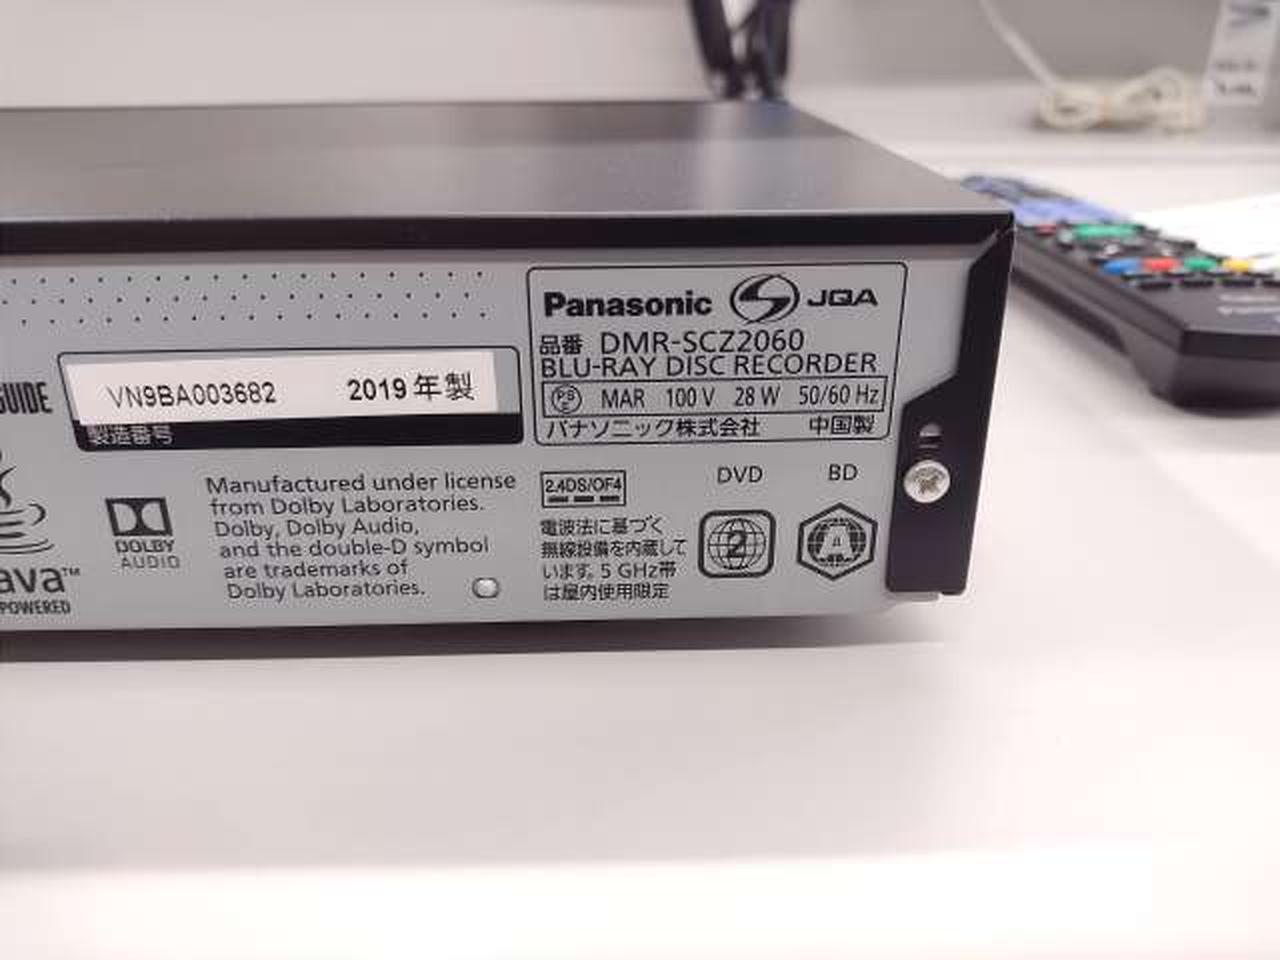 Panasonic JQA
品番 DMR-SCZ2060
BLU-RAY DISC RECORDER
PSE MAR 100 V 28 W 50/60 Hz
パナソニック株式会社 中国製
GUIDE
VN9BA003682 2019年製
製造番号
DOLBY
AUDIO
Manufactured under license
from Dolby Laboratories.
Dolby, Dolby Audio,
and the double-D symbol
are trademarks of
Dolby Laboratories.
ava™
POWERED
2.4DS/OF4
電波法に基づく
無線設備を内蔵して
います。5 GHz帯
は屋内使用限定
DVD
2
BD
A